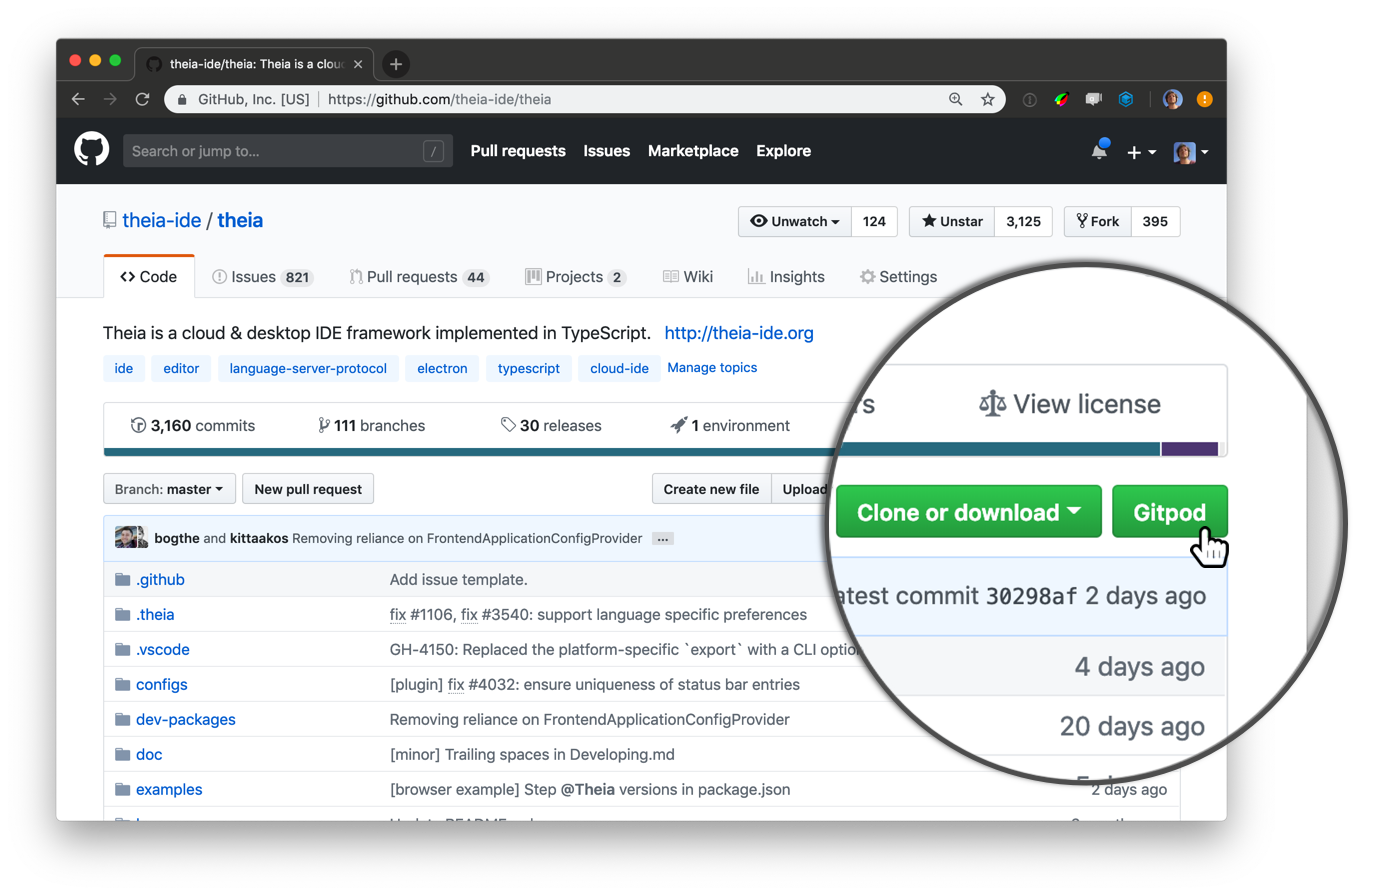 theia-ide/theia: Theia is a clou
GitHub, Inc. [US] https://github.com/theia-ide/theia
Search or jump to... / Pull requests Issues Marketplace Explore
theia-ide / theia Unwatch 124 Unstar 3,125 Fork 395
Code Issues 821 Pull requests 44 Projects 2 Wiki Insights Settings
Theia is a cloud & desktop IDE framework implemented in TypeScript. http://theia-ide.org
ide editor language-server-protocol electron typescript cloud-ide Manage topics
3,160 commits 111 branches 30 releases 1 environment rs View license
Branch: master New pull request Create new file Upload Clone or download Gitpod
bogthe and kittaakos Removing reliance on FrontendApplicationConfigProvider ... atest commit 30298af 2 days ago
.github Add issue template.
.theia fix #1106, fix #3540: support language specific preferences
.vscode GH-4150: Replaced the platform-specific `export` with a CLI option 4 days ago
configs [plugin] fix #4032: ensure uniqueness of status bar entries
dev-packages Removing reliance on FrontendApplicationConfigProvider 20 days ago
doc [minor] Trailing spaces in Developing.md
examples [browser example] Step @Theia versions in package.json 2 days ago